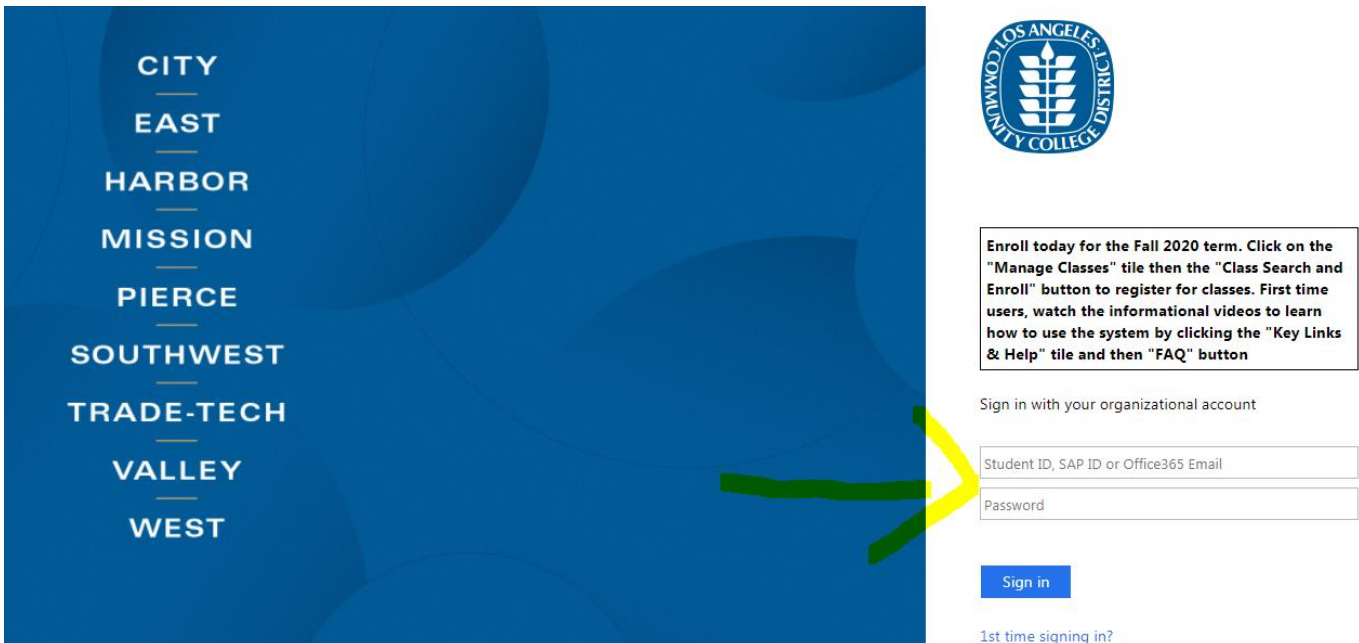 CITY
EAST
HARBOR
MISSION
PIERCE
SOUTHWEST
TRADE-TECH
VALLEY
WEST
LOS ANGELES
COMMUNITY COLLEGE DISTRICT
Enroll today for the Fall 2020 term. Click on the
"Manage Classes" tile then the "Class Search and
Enroll" button to register for classes. First time
users, watch the informational videos to learn
how to use the system by clicking the "Key Links
& Help" tile and then "FAQ" button
Sign in with your organizational account
Student ID, SAP ID or Office365 Email
Password
Sign in
1st time signing in?